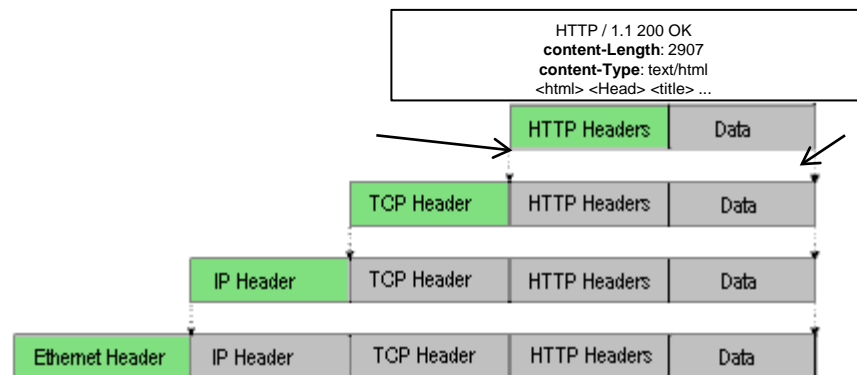 HTTP / 1.1 200 OK
content-Length: 2907
content-Type: text/html
<html> <Head> <title> ...
HTTP Headers Data
TCP Header HTTP Headers Data
IP Header TCP Header HTTP Headers Data
Ethernet Header IP Header TCP Header HTTP Headers Data